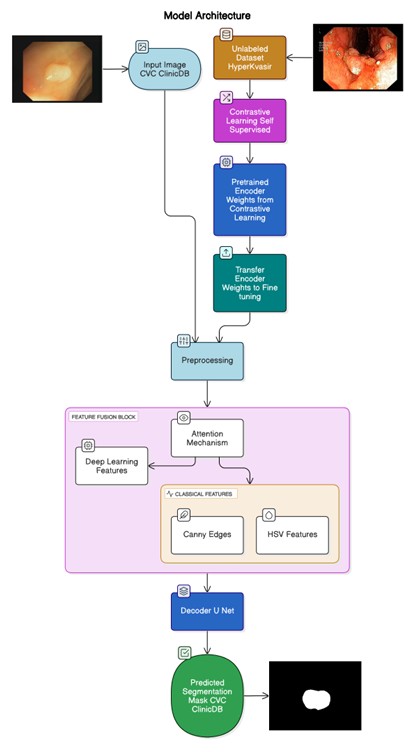 Model Architecture
Input Image
CVC ClinicDB
Unlabeled
Dataset
HyperKvasir
Contrastive
Learning Self
Supervised
Pretrained
Encoder
Weights from
Contrastive
Learning
Transfer
Encoder
Weights to Fine
tuning
Preprocessing
FEATURE FUSION BLOCK
Attention
Mechanism
Deep Learning
Features
CLASSICAL FEATURES
Canny Edges
HSV Features
Decoder U Net
Predicted
Segmentation
Mask CVC
ClinicDB